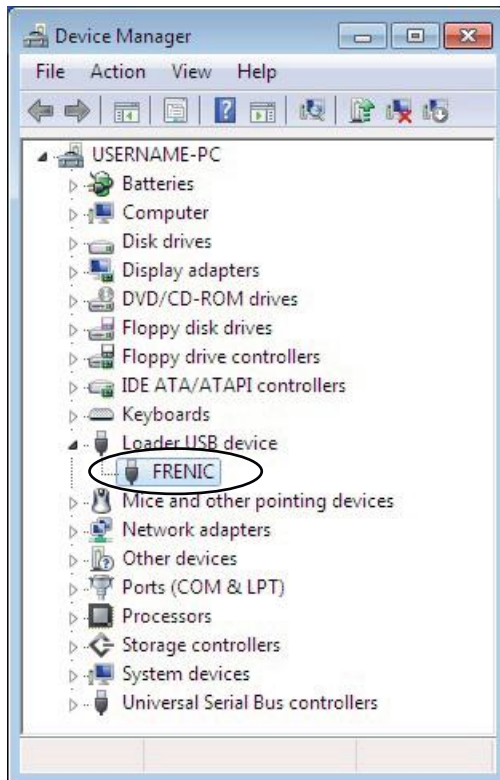 Device Manager
File Action View Help
USERNAME-PC
Batteries
Computer
Disk drives
Display adapters
DVD/CD-ROM drives
Floppy disk drives
Floppy drive controllers
IDE ATA/ATAPI controllers
Keyboards
Loader USB device
FRENIC
Mice and other pointing devices
Network adapters
Other devices
Ports (COM & LPT)
Processors
Storage controllers
System devices
Universal Serial Bus controllers